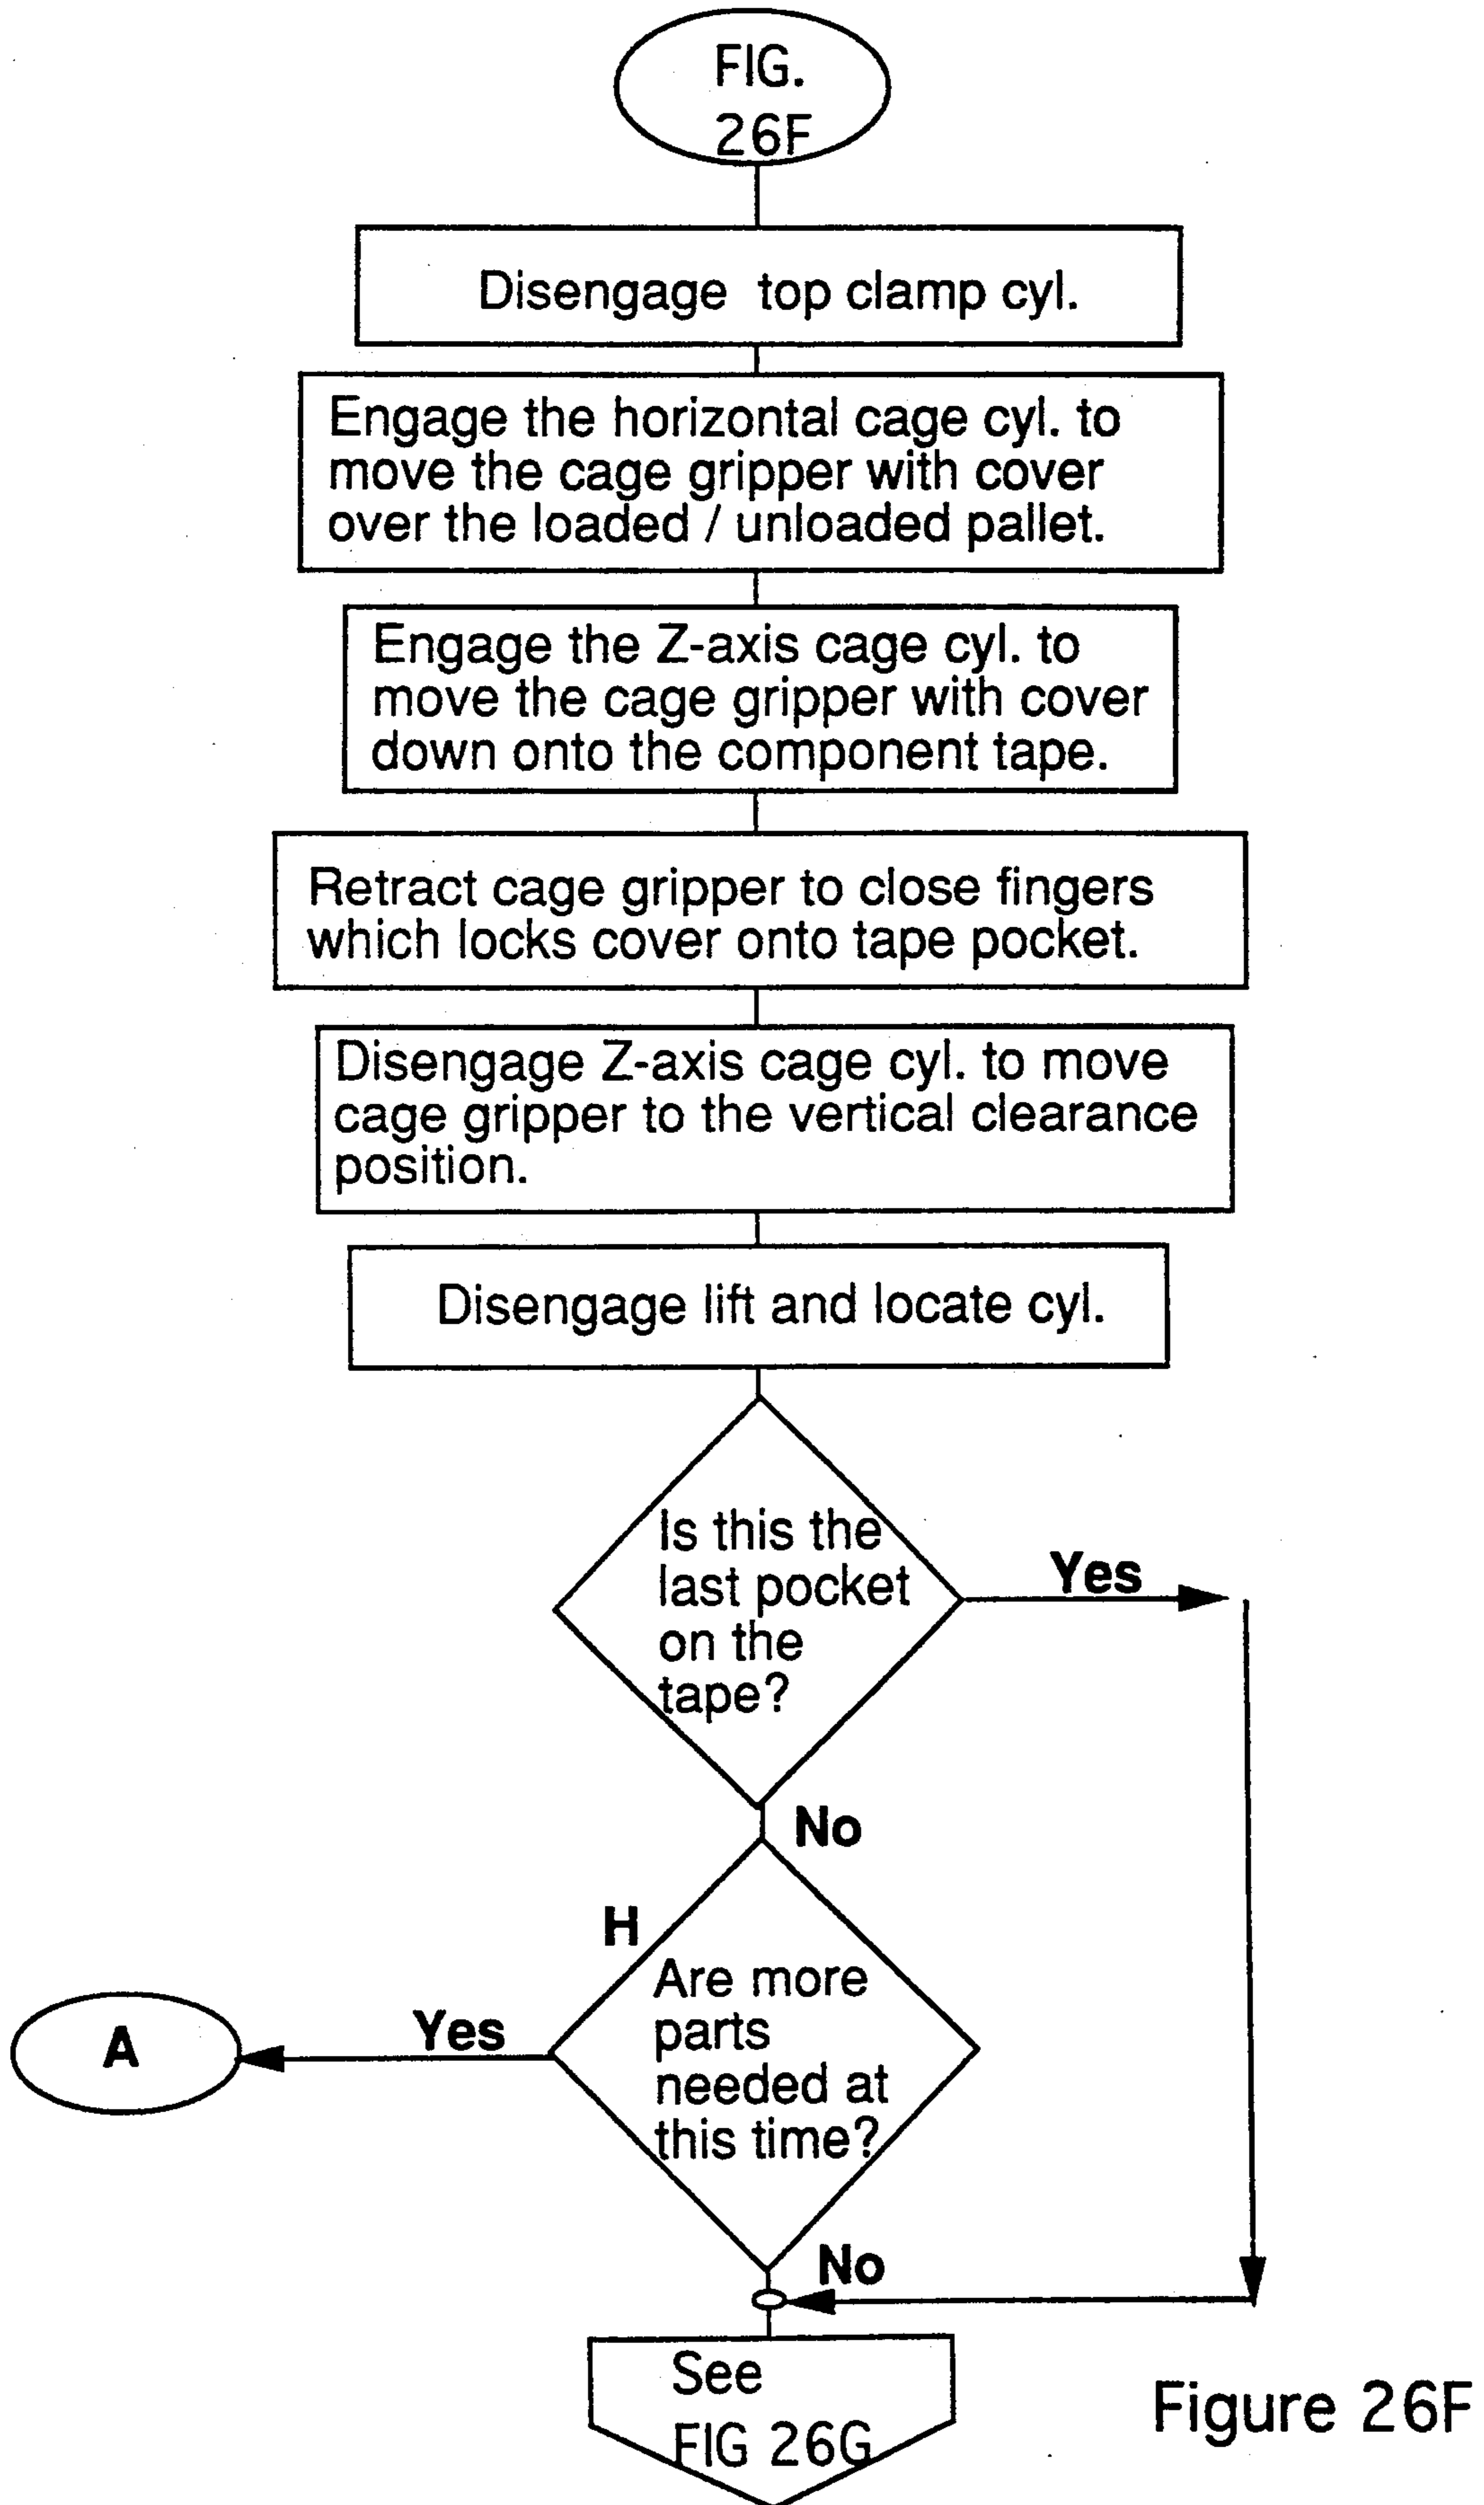 FIG.
26F
Disengage top clamp cyl.
Engage the horizontal cage cyl. to
move the cage gripper with cover
over the loaded / unloaded pallet.
Engage the Z-axis cage cyl. to
move the cage gripper with cover
down onto the component tape.
Retract cage gripper to close fingers
which locks cover onto tape pocket.
Disengage Z-axis cage cyl. to move
cage gripper to the vertical clearance
position.
Disengage lift and locate cyl.
Is this the
last pocket
on the
tape?
Yes
No
H
Are more
parts
needed at
this time?
Yes
A
No
See
FIG 26G
Figure 26F